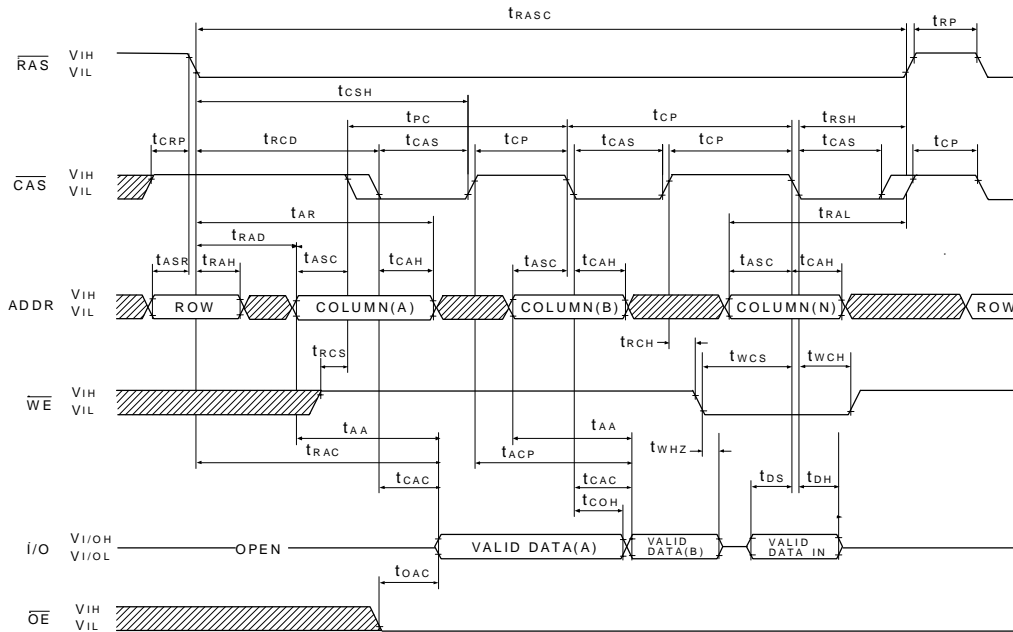 tRASC tRP
RAS VIH
VIL
tCSH
tPC tCP tRSH
tCRP tRCD tCAS tCP tCAS tCP tCAS tCP
CAS VIH
VIL
tAR tRAL
tRAD
tASR tRAH tASC tCAH tASC tCAH tASC tCAH
ADDR VIH
VIL
ROW COLUMN(A) COLUMN(B) COLUMN(N) ROW
tRCS tRCH tWCS tWCH
WE VIH
VIL
tAA tAA
tRAC tACP tWHZ
tCAC tCAC tDS tDH
tCOH
I/O VI/OH
VI/OL
OPEN VALID DATA(A) VALID DATA(B) VALID DATA IN
tOAC
OE VIH
VIL